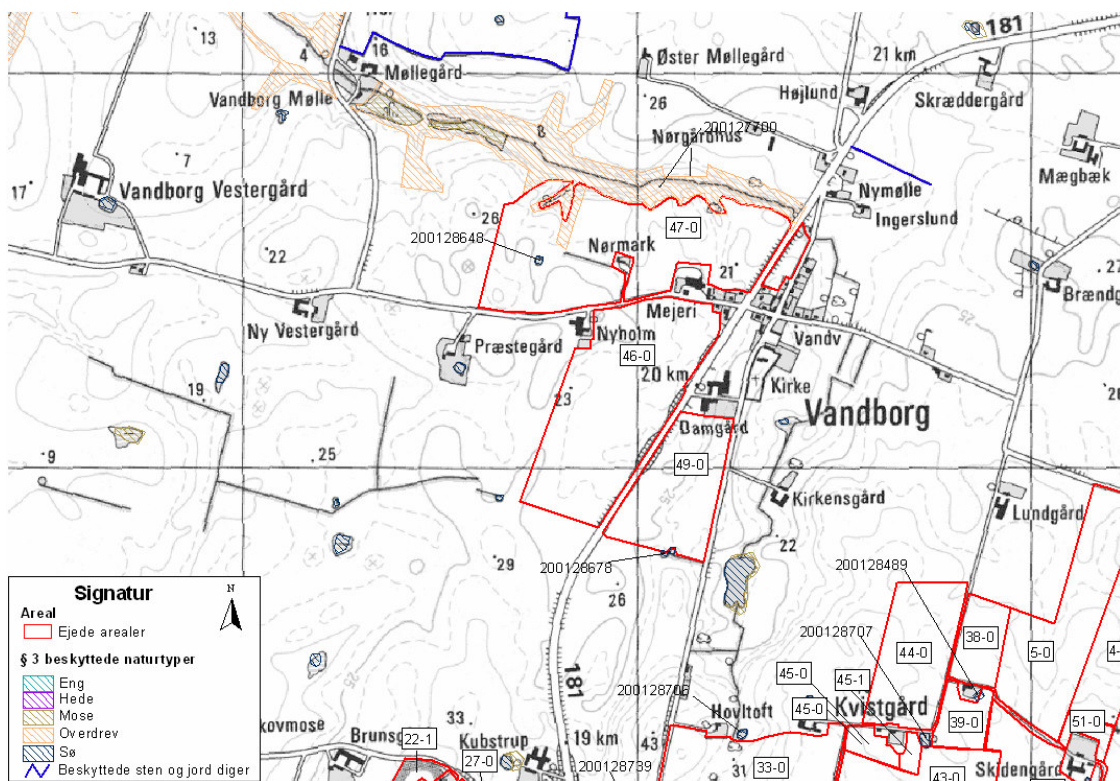 13
4
16
Møllegård
Vandborg Mølle
8
Øster Møllegård
26
21 km
181
Højlund
Skræddergård
Nørgårdhus
200127700
7
17
Vandborg Vestergård
Mægbæk
Nymølle
Ingerslund
26
47-0
200128648
Nørmark
22
21
27
Mejeri
Brændg
Ny Vestergård
Præstegård
Nyholm
46-0
Vandv
25
19
20 km
Kirke
23
Damgård
Vandborg
9
25
49-0
25
Kirkensgård
Lundgård
22
29
200128678
26
200128489
Signatur
N
Areal
Ejede arealer
§ 3 beskyttede naturtyper
Eng
Hede
Mose
Overdrev
Sø
Beskyttede sten og jord diger
38-0
5-0
4-
44-0
200128707
181
45-0
45-1
45-0
Kvistgård
39-0
51-0
Hovltoft
kovmose
Brunsg
33.
22-1
Kubstrup
27-0
19 km
43
200128739
31
33-0
43-0
Skidengård